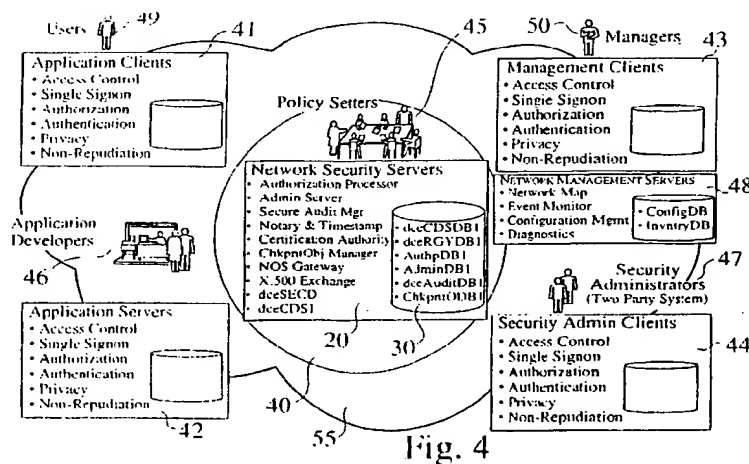 Users
49
41
Application Clients
• Access Control
• Single Signon
• Authorization
• Authentication
• Privacy
• Non-Repudiation
45
Policy Setters
50
Managers
43
Management Clients
• Access Control
• Single Signon
• Authorization
• Authentication
• Privacy
• Non-Repudiation
Network Security Servers
• Authorization Processor
• Admin Server
• Secure Audit Mgr
• Notary & Timestamp
• Certification Authority
• ChkpntObj Manager
• NOS Gateway
• X.500 Exchange
• dceSECD
• dceCDS1
• dceCDSDB1
• dceRGYDB1
• AuthpDB1
• AdminDB1
• dceAuditDB1
• ChkpntODB1
20
30
NETWORK MANAGEMENT SERVERS
• Network Map
• Event Monitor
• Configuration Mgmt
• Diagnostics
• ConfigDB
• InvntryDB
48
Application
Developers
46
Security
Administrators
(Two Party System)
47
Application Servers
• Access Control
• Single Signon
• Authorization
• Authentication
• Privacy
• Non-Repudiation
42
Security Admin Clients
• Access Control
• Single Signon
• Authorization
• Authentication
• Privacy
• Non-Repudiation
44
40
55
Fig. 4